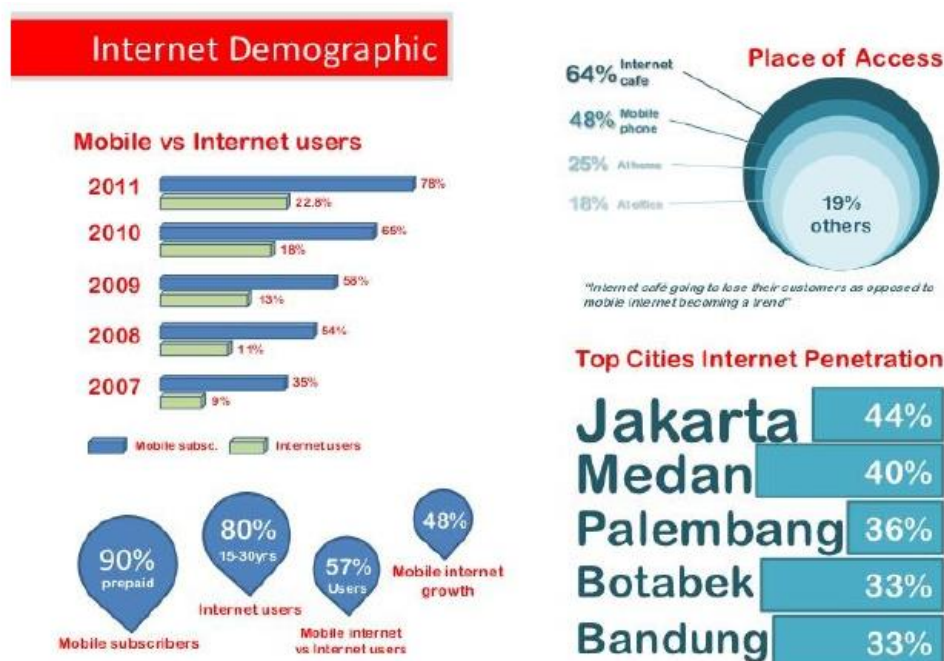 Internet Demographic
Mobile vs Internet users
2011
78%
22.8%
2010
65%
18%
2009
58%
13%
2008
54%
11%
2007
35%
9%
Mobile subsc.
Internet users
90%
prepaid
Mobile subscribers
80%
15-30yrs
Internet users
57%
Users
Mobile internet
vs Internet users
48%
Mobile internet
growth
Place of Access
64% Internet
cafe
48% Mobile
phone
25% At home
18% At office
19%
others
"Internet café going to lose their customers as opposed to
mobile internet becoming a trend"
Top Cities Internet Penetration
Jakarta 44%
Medan 40%
Palembang 36%
Botabek 33%
Bandung 33%